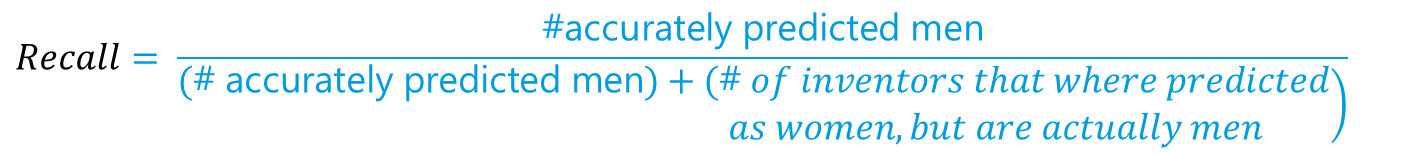 #accurately predicted men
Recall =
(# accurately predicted men) + (# of inventors that where predicted
as women, but are actually men)